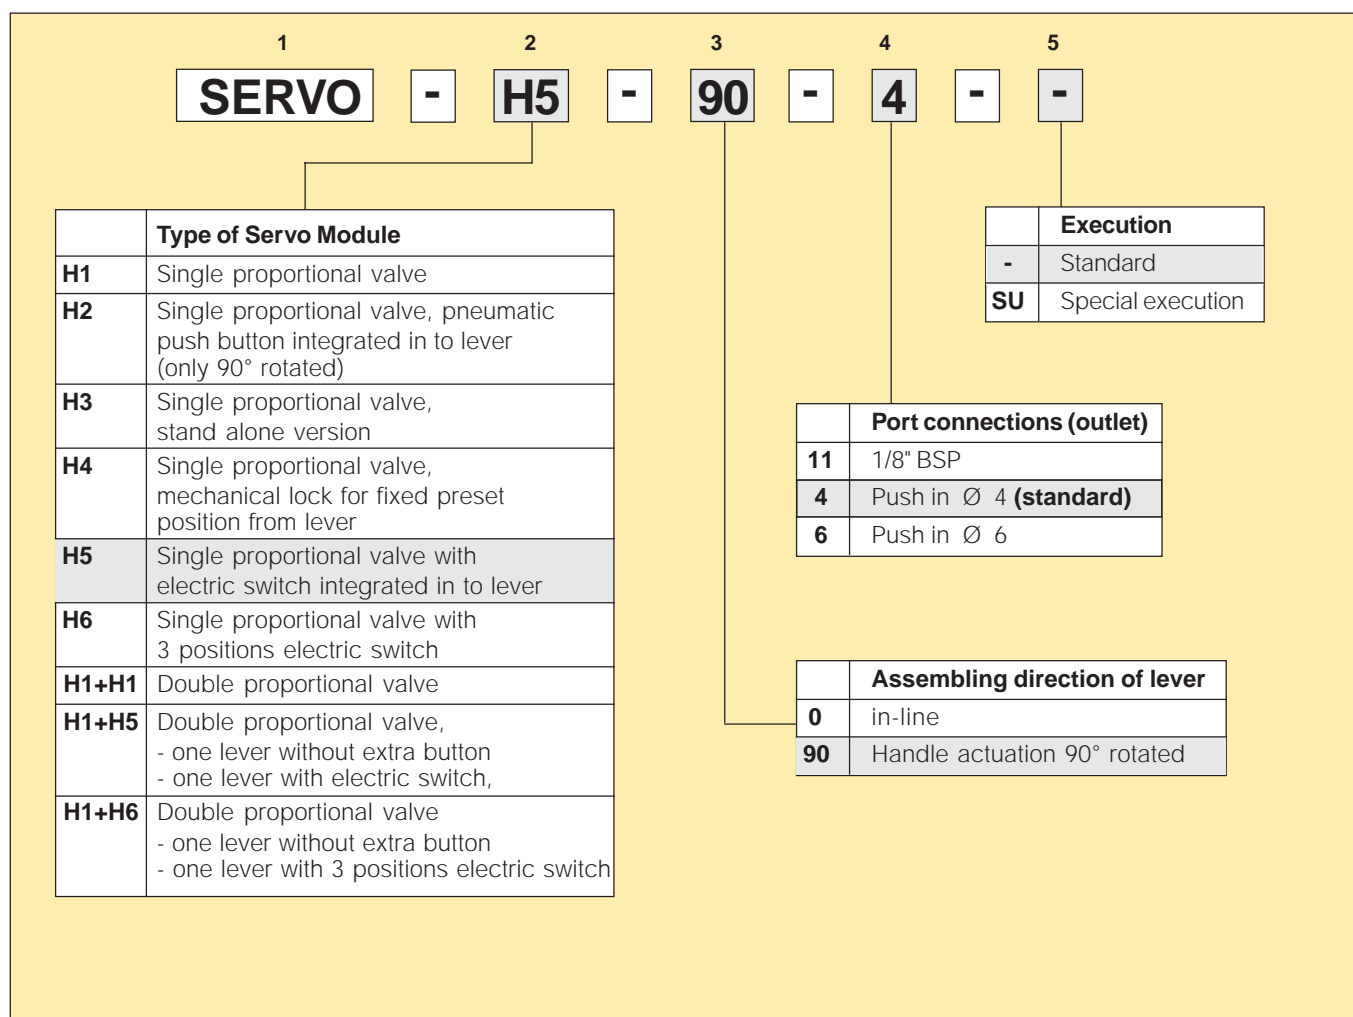 1 2 3 4 5
SERVO - H5 - 90 - 4 - -
Type of Servo Module
H1 Single proportional valve
H2 Single proportional valve, pneumatic
push button integrated in to lever
(only 90° rotated)
H3 Single proportional valve,
stand alone version
H4 Single proportional valve,
mechanical lock for fixed preset
position from lever
H5 Single proportional valve with
electric switch integrated in to lever
H6 Single proportional valve with
3 positions electric switch
H1+H1 Double proportional valve
H1+H5 Double proportional valve,
- one lever without extra button
- one lever with electric switch,
H1+H6 Double proportional valve
- one lever without extra button
- one lever with 3 positions electric switch
Execution
- Standard
SU Special execution
Port connections (outlet)
11 1/8" BSP
4 Push in Ø 4 (standard)
6 Push in Ø 6
Assembling direction of lever
0 in-line
90 Handle actuation 90° rotated